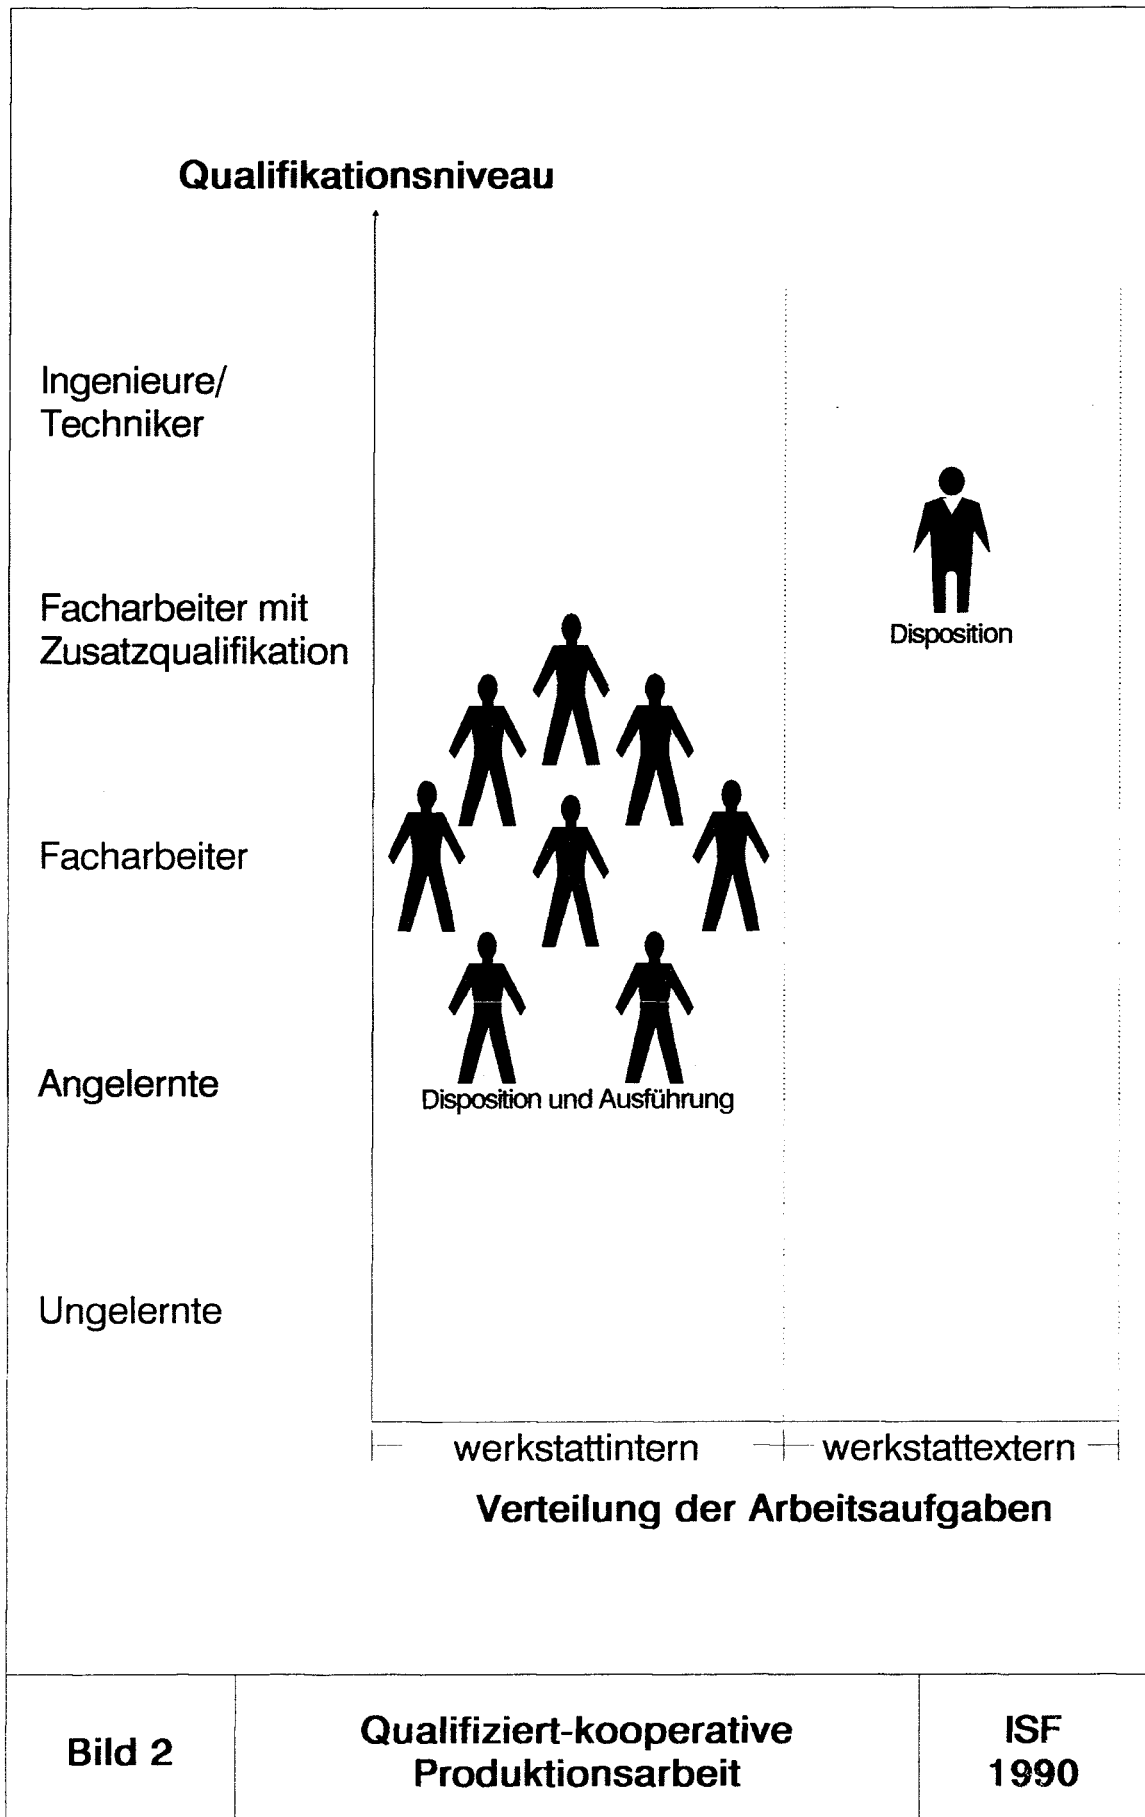 Qualifikationsniveau
Ingenieure/
Techniker
Disposition
Facharbeiter mit
Zusatzqualifikation
Facharbeiter
Angelernte
Disposition und Ausführung
Ungelernte
werkstattintern
werkstattextern
Verteilung der Arbeitsaufgaben
Bild 2
Qualifiziert-kooperative
Produktionsarbeit
ISF
1990